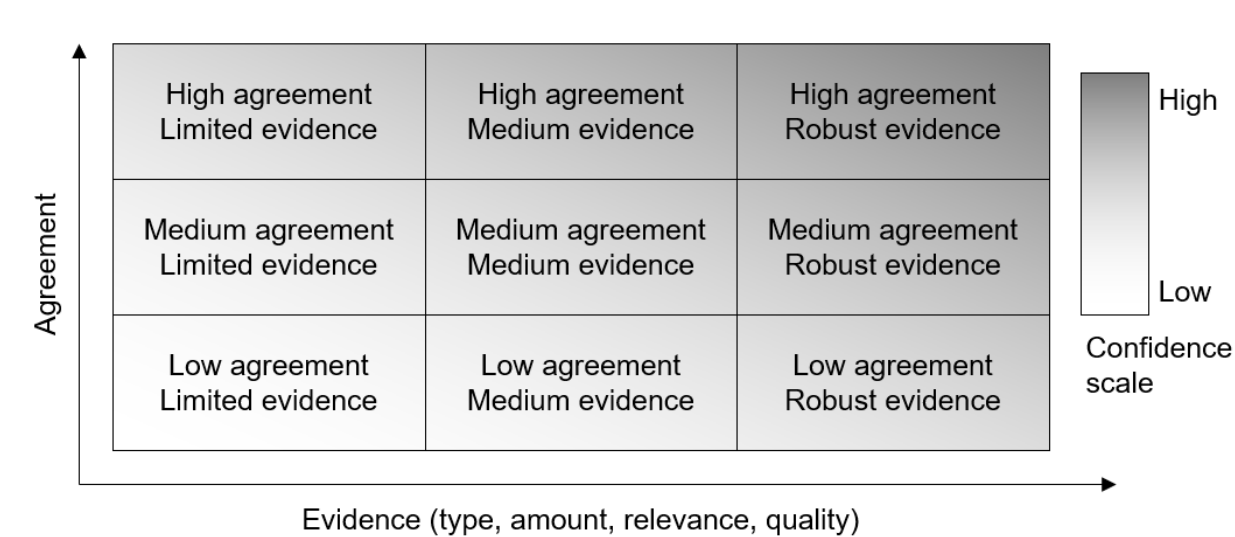 High agreement
Limited evidence
High agreement
Medium evidence
High agreement
Robust evidence
Medium agreement
Limited evidence
Medium agreement
Medium evidence
Medium agreement
Robust evidence
Low agreement
Limited evidence
Low agreement
Medium evidence
Low agreement
Robust evidence
Agreement
Evidence (type, amount, relevance, quality)
High
Low
Confidence
scale